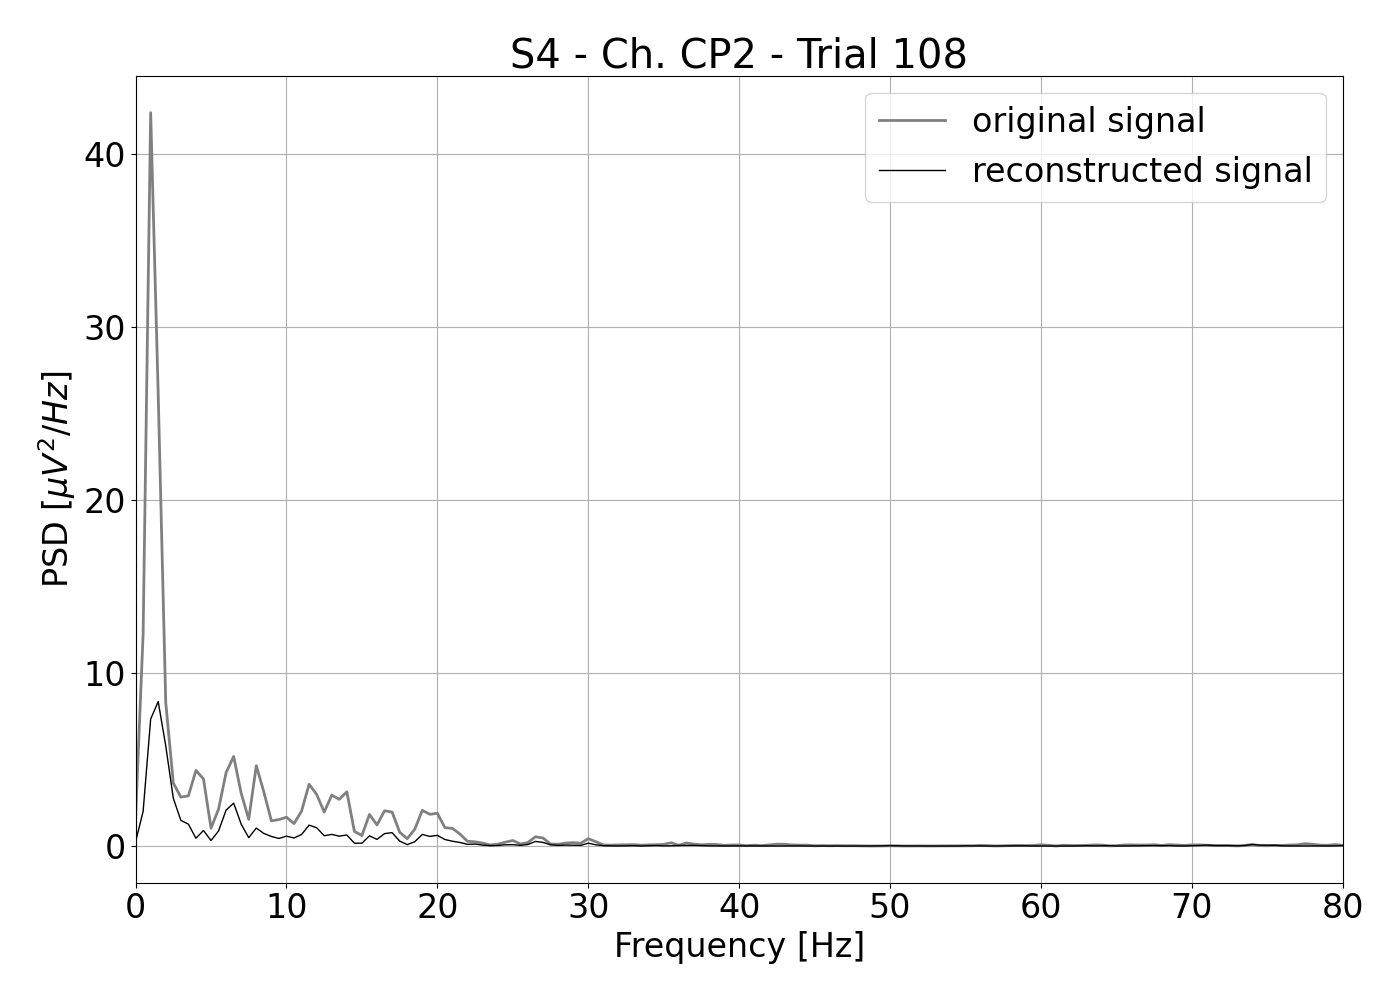 S4 - Ch. CP2 - Trial 108
original signal
reconstructed signal
PSD [μV²/Hz]
40
30
20
10
0
0 10 20 30 40 50 60 70 80
Frequency [Hz]